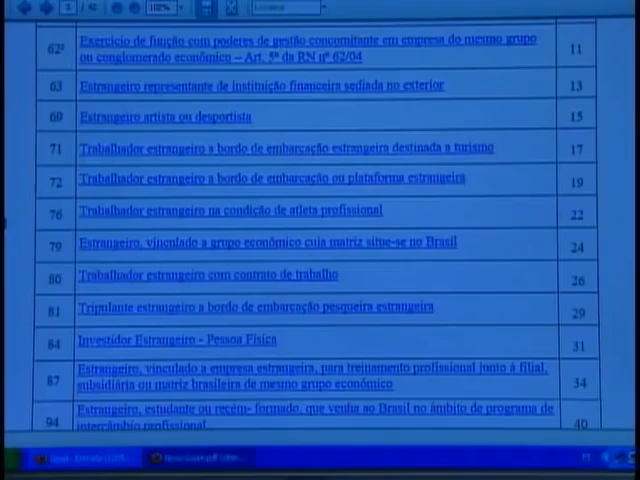 102%
62º Exercício de função com poderes de gestão concomitante em empresa do mesmo grupo 11
ou conglomerado econômico – Art. 5º da RN nº 62/04
63 Estrangeiro representante de instituição financeira sediada no exterior 13
69 Estrangeiro artista ou desportista 15
71 Trabalhador estrangeiro a bordo de embarcação estrangeira destinada a turismo 17
72 Trabalhador estrangeiro a bordo de embarcação ou plataforma estrangeira 19
76 Trabalhador estrangeiro na condição de atleta profissional 22
79 Estrangeiro, vinculado a grupo econômico cuja matriz situe-se no Brasil 24
80 Trabalhador estrangeiro com contrato de trabalho 26
81 Tripulante estrangeiro a bordo de embarcação pesqueira estrangeira 29
84 Investidor Estrangeiro - Pessoa Física 31
87 Estrangeiro, vinculado a empresa estrangeira, para treinamento profissional junto à filial, 34
subsidiária ou matriz brasileira de mesmo grupo econômico
94 Estrangeiro, estudante ou recém- formado, que venha ao Brasil no âmbito de programa de 40
intercâmbio profissional
PT